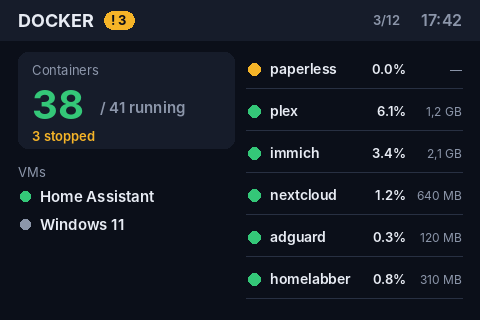 DOCKER ! 3 3/12 17:42
Containers
38 / 41 running
3 stopped
VMs
Home Assistant
Windows 11
paperless 0.0% —
plex 6.1% 1,2 GB
immich 3.4% 2,1 GB
nextcloud 1.2% 640 MB
adguard 0.3% 120 MB
homelabber 0.8% 310 MB